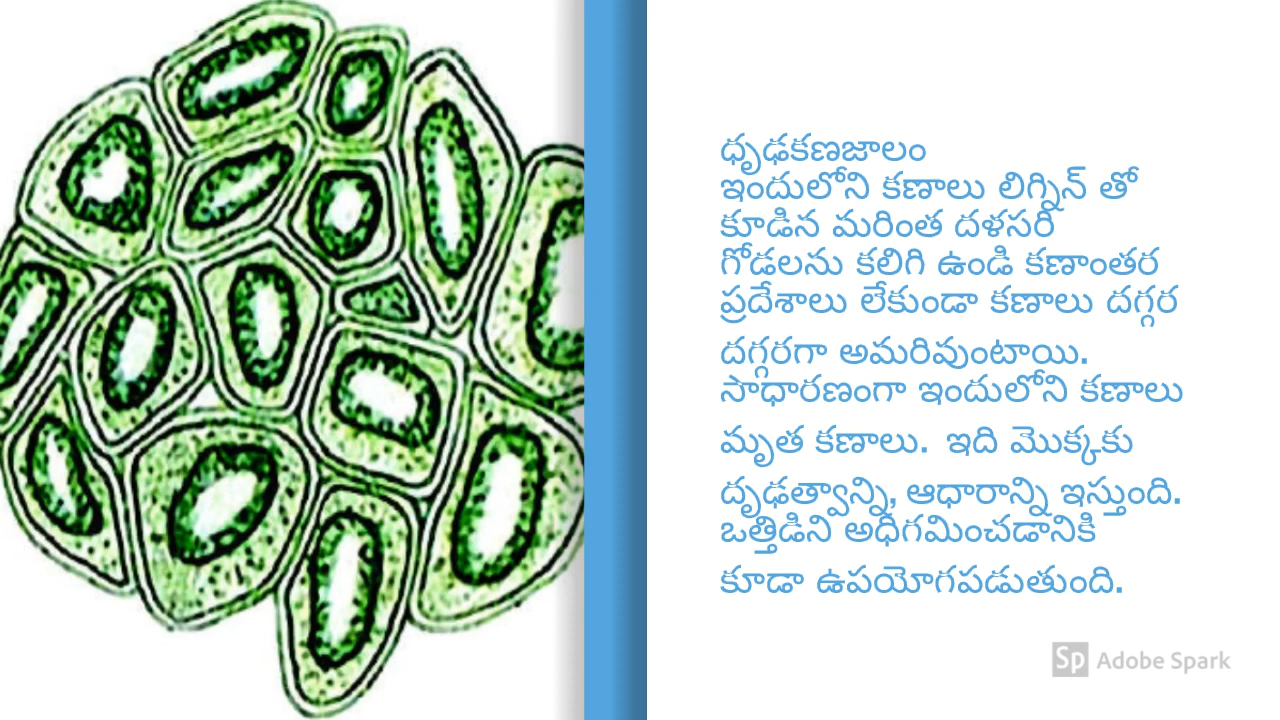 ధృఢకణజాలం
ఇందులోని కణాలు లిగ్నిన్ తో
కూడిన మరింత దళసరి
గోడలను కలిగి ఉండి కణాంతర
ప్రదేశాలు లేకుండా కణాలు దగ్గర
దగ్గరగా అమరివుంటాయి.
సాధారణంగా ఇందులోని కణాలు
మృత కణాలు.  ఇది మొక్కకు
దృఢత్వాన్ని, ఆధారాన్ని ఇస్తుంది.
ఒత్తిడిని అధిగమించడానికి
కూడా ఉపయోగపడుతుంది.
Sp Adobe Spark